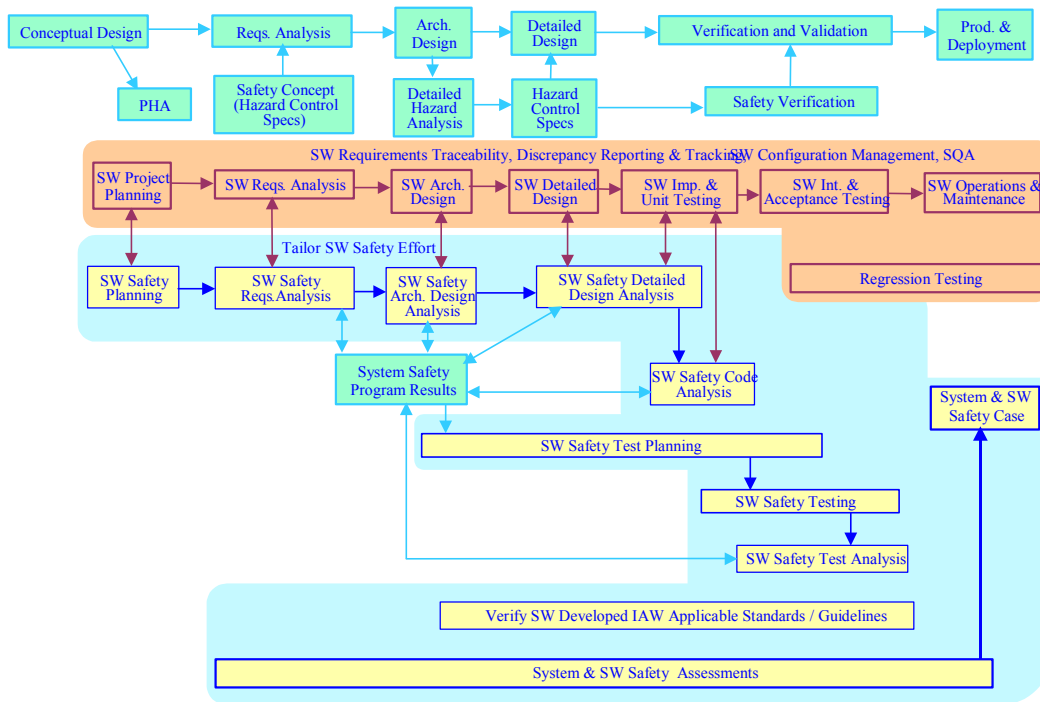 Conceptual Design
Reqs. Analysis
Arch.
Design
Detailed
Design
Verification and Validation
Prod. &
Deployment
PHA
Safety Concept
(Hazard Control
Specs)
Detailed
Hazard
Analysis
Hazard
Control
Specs
Safety Verification
SW Requirements Traceability, Discrepancy Reporting & Tracking, SW Configuration Management, SQA
SW Project
Planning
SW Reqs. Analysis
SW Arch.
Design
SW Detailed
Design
SW Imp. &
Unit Testing
SW Int. &
Acceptance Testing
SW Operations &
Maintenance
Tailor SW Safety Effort
Regression Testing
SW Safety
Planning
SW Safety
Reqs.Analysis
SW Safety
Arch. Design
Analysis
SW Safety Detailed
Design Analysis
System Safety
Program Results
SW Safety Code
Analysis
System & SW
Safety Case
SW Safety Test Planning
SW Safety Testing
SW Safety Test Analysis
Verify SW Developed IAW Applicable Standards / Guidelines
System & SW Safety Assessments